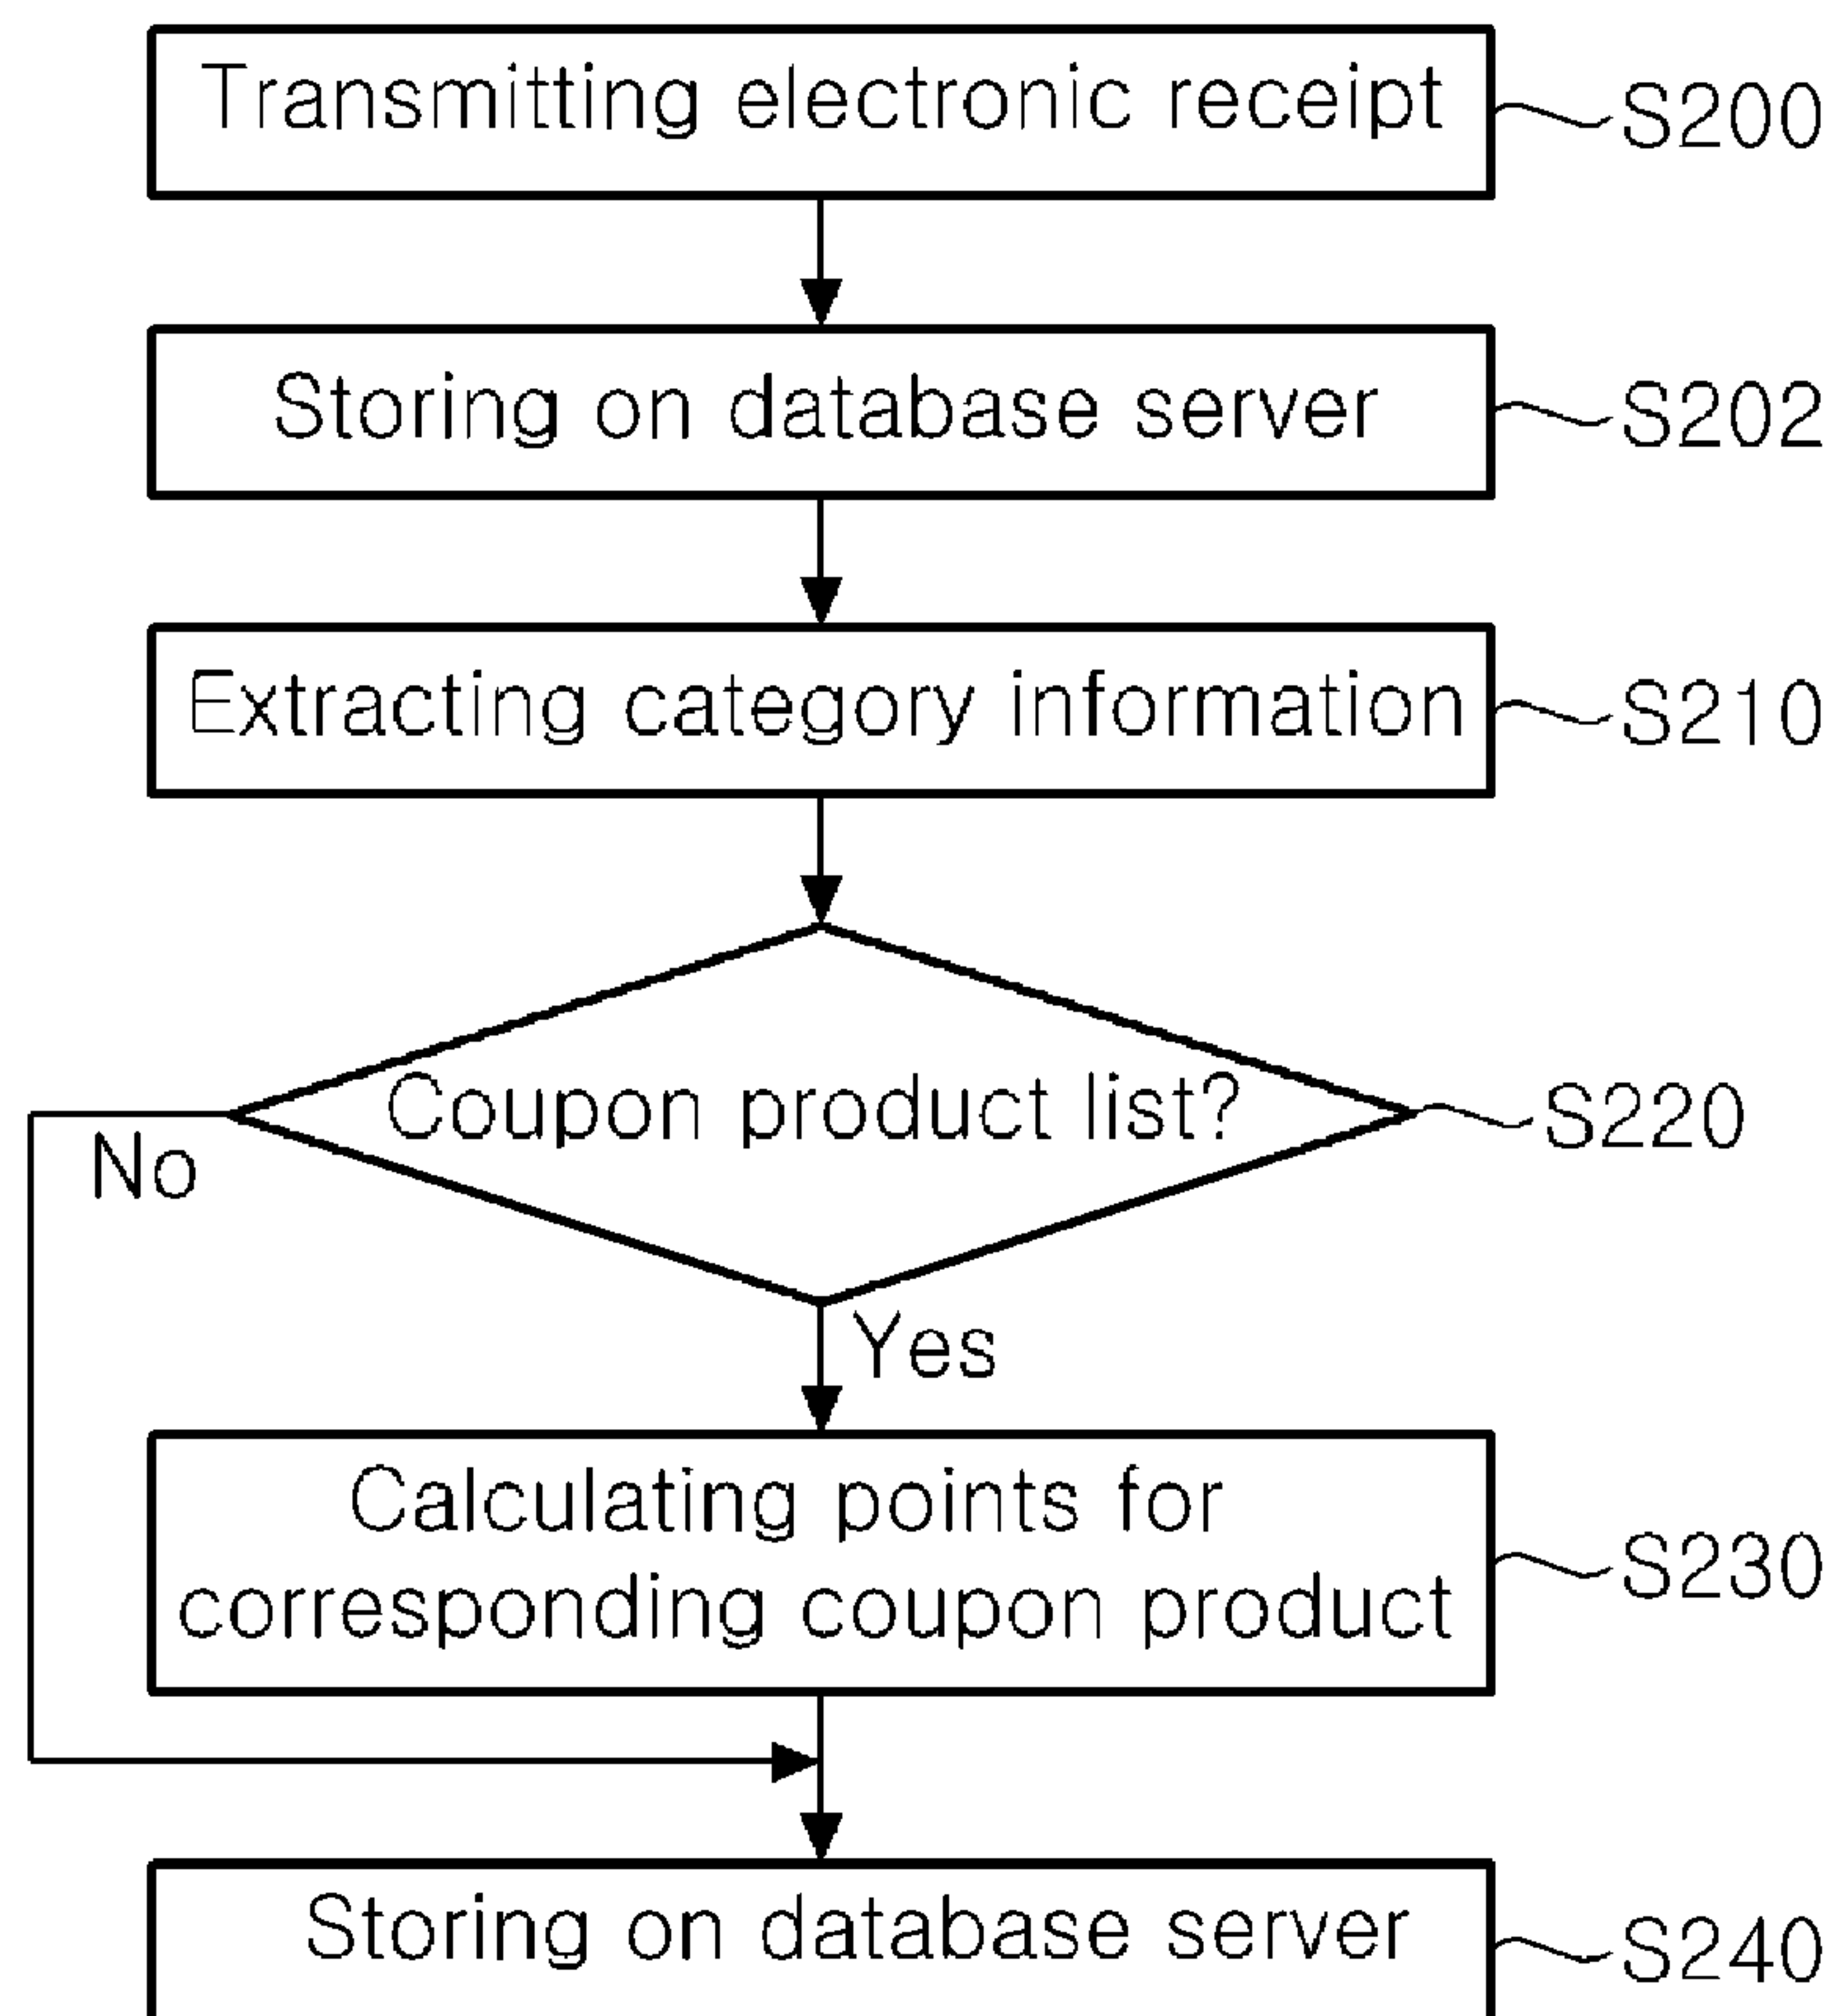 Transmitting electronic receipt
S200
Storing on database server
S202
Extracting category information
S210
Coupon product list?
S220
No
Yes
Calculating points for
corresponding coupon product
S230
Storing on database server
S240